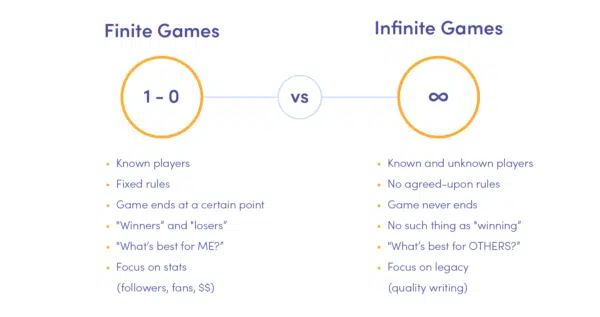 Finite Games
Infinite Games
1 - 0
vs
∞
• Known players
• Fixed rules
• Game ends at a certain point
• "Winners" and "losers"
• "What's best for ME?"
• Focus on stats
(followers, fans, $$)
• Known and unknown players
• No agreed-upon rules
• Game never ends
• No such thing as "winning"
• "What's best for OTHERS?"
• Focus on legacy
(quality writing)